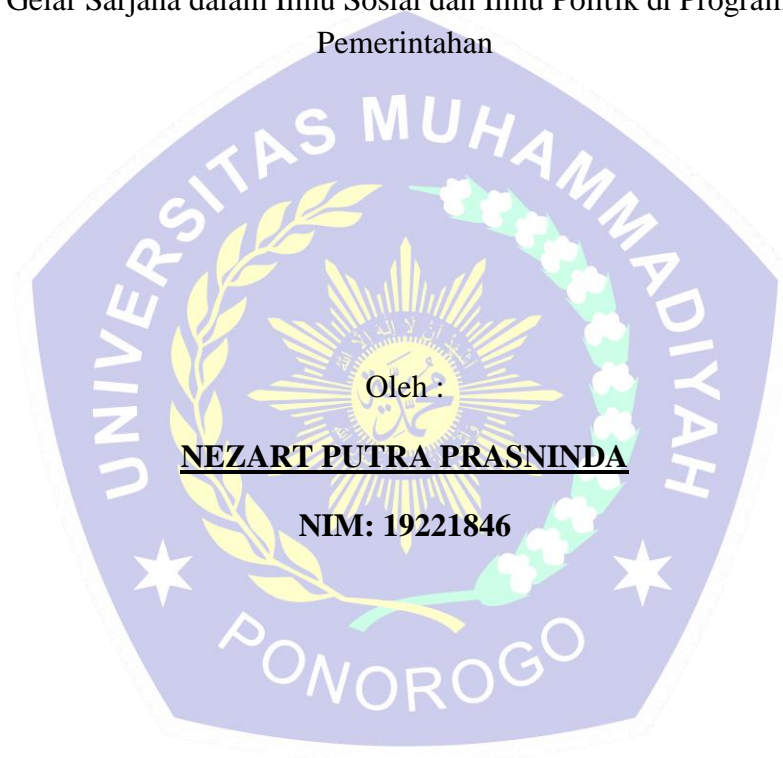 Gelar Sarjana dalam Ilmu Sosial dan Ilmu Politik di Program
Pemerintahan
UNIVERSITAS MUHAMMADIYAH
Oleh :
NEZART PUTRA PRASNINDA
NIM: 19221846
PONOROGO